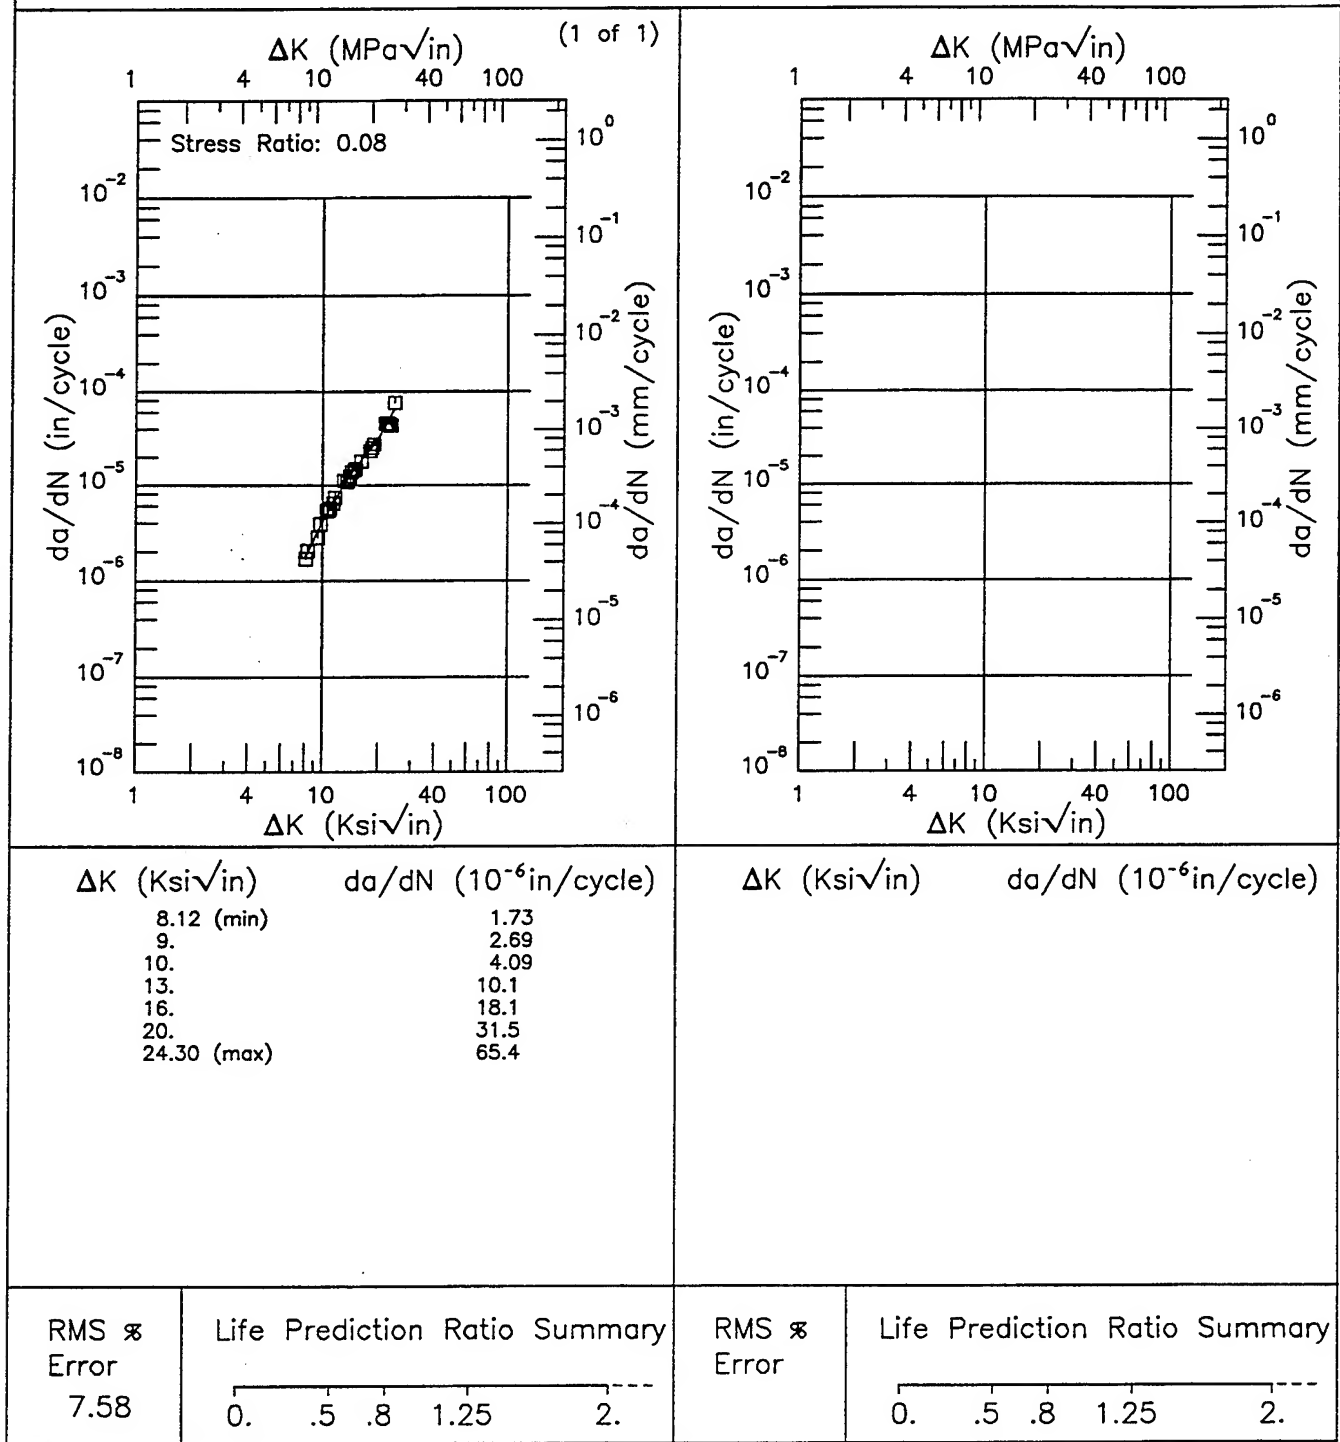 (1 of 1)
ΔK (MPa√in)
1 4 10 40 100
Stress Ratio: 0.08
da/dN (in/cycle)
10⁻²
10⁻³
10⁻⁴
10⁻⁵
10⁻⁶
10⁻⁷
10⁻⁸
10⁰
10⁻¹
10⁻²
10⁻³
10⁻⁴
10⁻⁵
10⁻⁶
da/dN (mm/cycle)
1 4 10 40 100
ΔK (Ksi√in)
ΔK (MPa√in)
1 4 10 40 100
da/dN (in/cycle)
10⁻²
10⁻³
10⁻⁴
10⁻⁵
10⁻⁶
10⁻⁷
10⁻⁸
10⁰
10⁻¹
10⁻²
10⁻³
10⁻⁴
10⁻⁵
10⁻⁶
da/dN (mm/cycle)
1 4 10 40 100
ΔK (Ksi√in)
ΔK (Ksi√in) da/dN (10⁻⁶in/cycle)
8.12 (min) 1.73
9. 2.69
10. 4.09
13. 10.1
16. 18.1
20. 31.5
24.30 (max) 65.4
ΔK (Ksi√in) da/dN (10⁻⁶in/cycle)
RMS %
Error
7.58
Life Prediction Ratio Summary
0. .5 .8 1.25 2.
RMS %
Error
Life Prediction Ratio Summary
0. .5 .8 1.25 2.